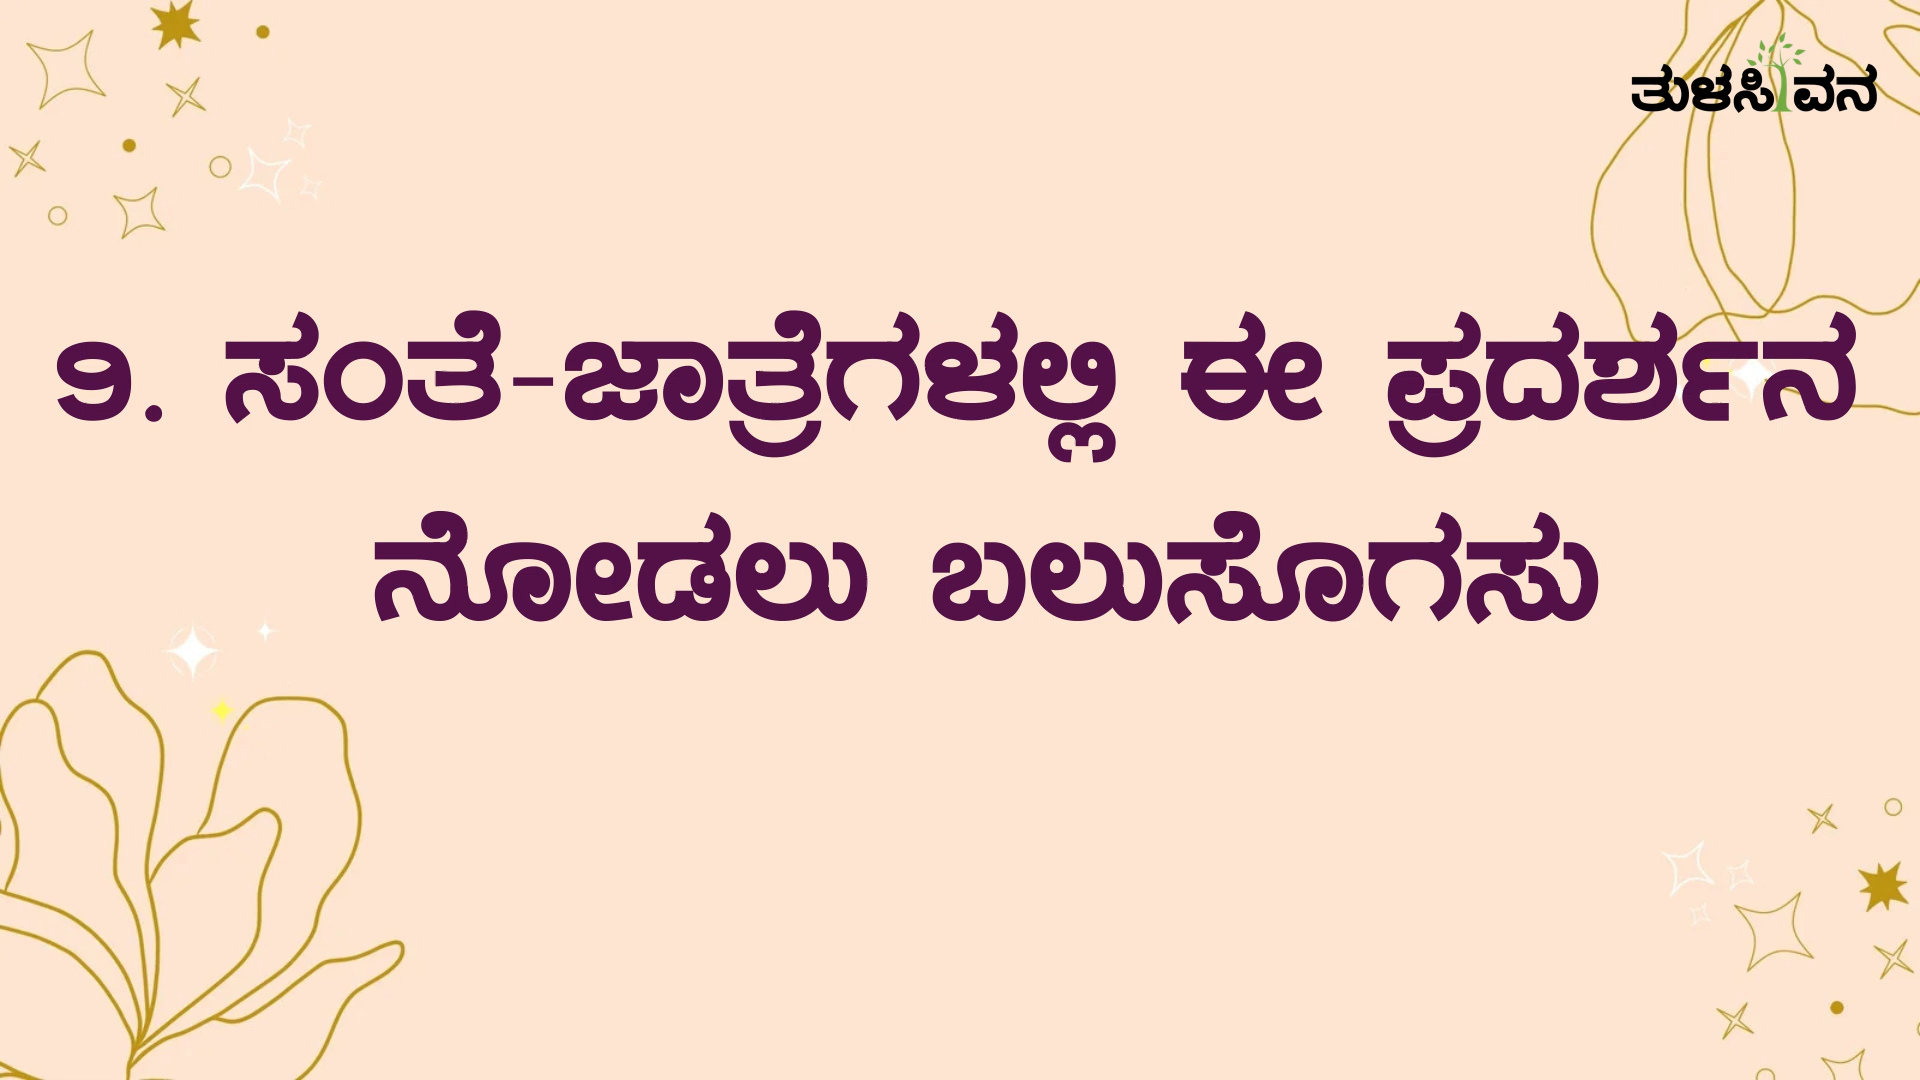 ತುಳಸಿವನ
೨. ಸಂತೆ-ಜಾತ್ರೆಗಳಲ್ಲಿ ಈ ಪ್ರದರ್ಶನ
ನೋಡಲು ಬಲುಸೊಗಸು